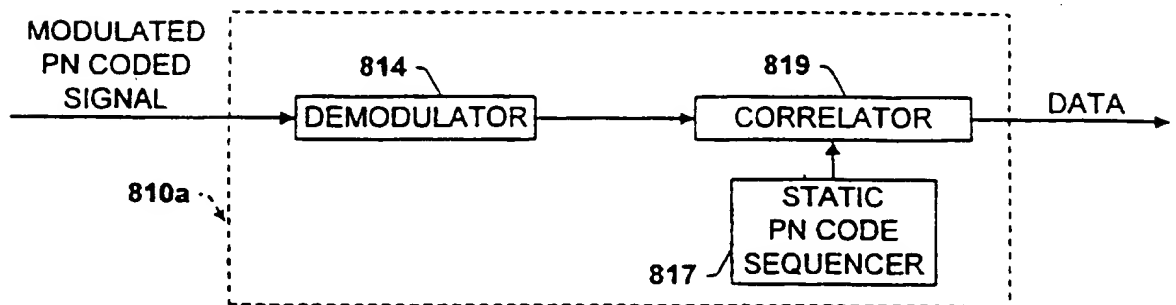 MODULATED
PN CODED
SIGNAL
814
DEMODULATOR
819
CORRELATOR
DATA
810a
STATIC
PN CODE
SEQUENCER
817